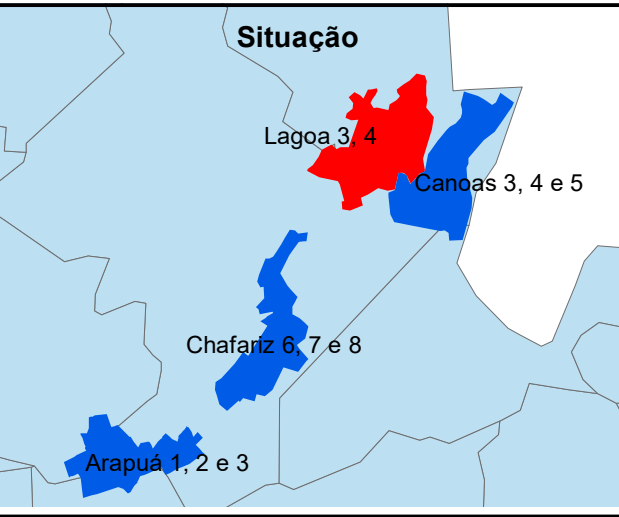 Situação
Lagoa 3, 4
Canoas 3, 4 e 5
Chafariz 6, 7 e 8
Arapuá 1, 2 e 3